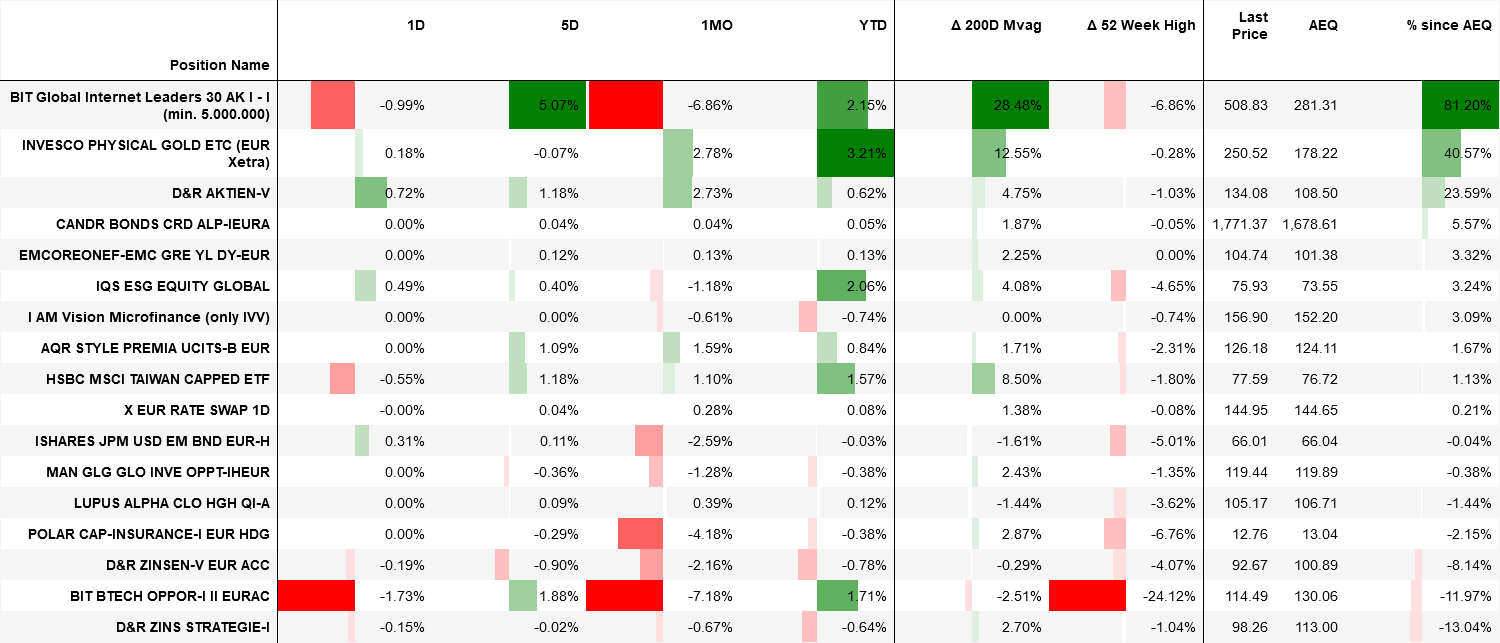 Position Name 1D 5D 1MO YTD Δ 200D Mvag Δ 52 Week High Last Price AEQ % since AEQ
BIT Global Internet Leaders 30 AK I - I (min. 5.000.000) -0.99% 5.07% -6.86% 2.15% 28.48% -6.86% 508.83 281.31 81.20%
INVESCO PHYSICAL GOLD ETC (EUR Xetra) 0.18% -0.07% 2.78% 3.21% 12.55% -0.28% 250.52 178.22 40.57%
D&R AKTIEN-V 0.72% 1.18% 2.73% 0.62% 4.75% -1.03% 134.08 108.50 23.59%
CANDR BONDS CRD ALP-IEURA 0.00% 0.04% 0.04% 0.05% 1.87% -0.05% 1,771.37 1,678.61 5.57%
EMCOREONEF-EMC GRE YL DY-EUR 0.00% 0.12% 0.13% 0.13% 2.25% 0.00% 104.74 101.38 3.32%
IQS ESG EQUITY GLOBAL 0.49% 0.40% -1.18% 2.06% 4.08% -4.65% 75.93 73.55 3.24%
I AM Vision Microfinance (only IVV) 0.00% 0.00% -0.61% -0.74% 0.00% -0.74% 156.90 152.20 3.09%
AQR STYLE PREMIA UCITS-B EUR 0.00% 1.09% 1.59% 0.84% 1.71% -2.31% 126.18 124.11 1.67%
HSBC MSCI TAIWAN CAPPED ETF -0.55% 1.18% 1.10% 1.57% 8.50% -1.80% 77.59 76.72 1.13%
X EUR RATE SWAP 1D -0.00% 0.04% 0.28% 0.08% 1.38% -0.08% 144.95 144.65 0.21%
ISHARES JPM USD EM BND EUR-H 0.31% 0.11% -2.59% -0.03% -1.61% -5.01% 66.01 66.04 -0.04%
MAN GLG GLO INVE OPPT-IHEUR 0.00% -0.36% -1.28% -0.38% 2.43% -1.35% 119.44 119.89 -0.38%
LUPUS ALPHA CLO HGH QI-A 0.00% 0.09% 0.39% 0.12% -1.44% -3.62% 105.17 106.71 -1.44%
POLAR CAP-INSURANCE-I EUR HDG 0.00% -0.29% -4.18% -0.38% 2.87% -6.76% 12.76 13.04 -2.15%
D&R ZINSEN-V EUR ACC -0.19% -0.90% -2.16% -0.78% -0.29% -4.07% 92.67 100.89 -8.14%
BIT BTECH OPPOR-I II EURAC -1.73% 1.88% -7.18% 1.71% -2.51% -24.12% 114.49 130.06 -11.97%
D&R ZINS STRATEGIE-I -0.15% -0.02% -0.67% -0.64% 2.70% -1.04% 98.26 113.00 -13.04%